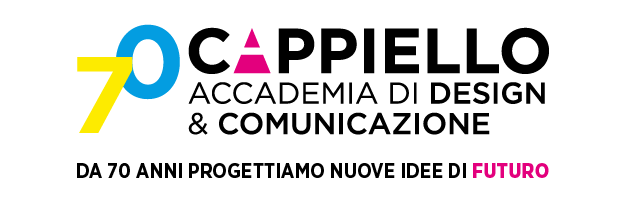 70 CAPPIELLO
ACCADEMIA DI DESIGN
& COMUNICAZIONE
DA 70 ANNI PROGETTIAMO NUOVE IDEE DI FUTURO